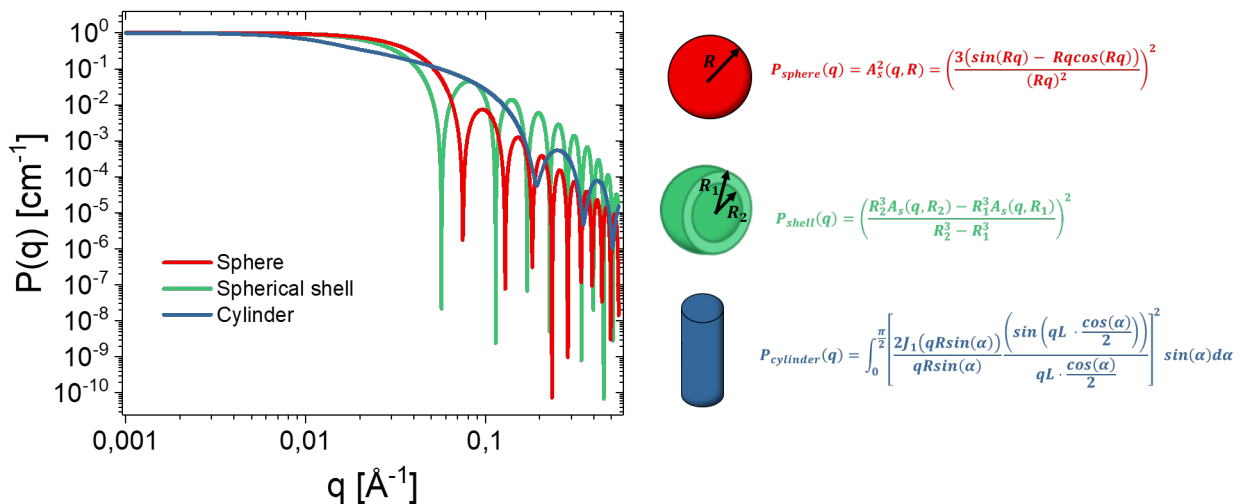 10⁰
10⁻¹
10⁻²
10⁻³
10⁻⁴
10⁻⁵
10⁻⁶
10⁻⁷
10⁻⁸
10⁻⁹
10⁻¹⁰
P(q) [cm⁻¹]
Sphere
Spherical shell
Cylinder
0,001 0,01 0,1
q [Å⁻¹]
R
P_sphere(q) = A_s²(q, R) = (3(sin(Rq) − Rqcos(Rq)) / (Rq)²)²
R₁
R₂
P_shell(q) = (R₂³A_s(q, R₂) − R₁³A_s(q, R₁) / R₂³ − R₁³)²
P_cylinder(q) = ∫₀^(π/2) [2J₁(qRsin(α)) / qRsin(α) (sin(qL · cos(α)/2)) / qL · cos(α)/2]² sin(α)dα